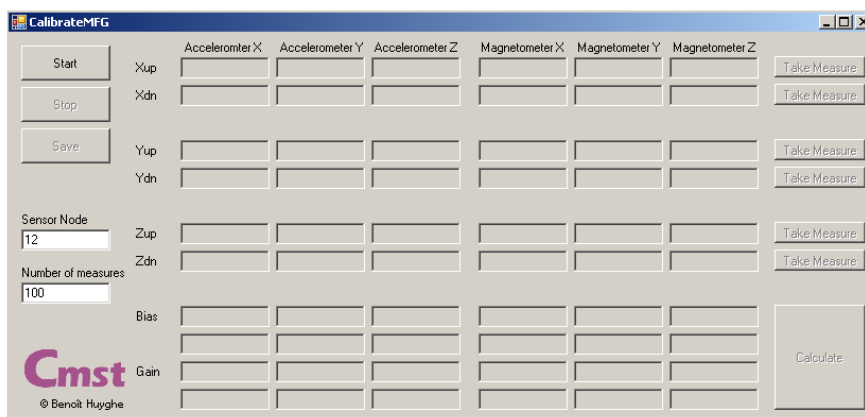 CalibrateMFG
Acceleromter X Accelerometer Y Accelerometer Z Magnetometer X Magnetometer Y Magnetometer Z
Start
Xup
Take Measure
Stop
Xdn
Take Measure
Save
Yup
Take Measure
Ydn
Take Measure
Sensor Node
12
Zup
Take Measure
Zdn
Take Measure
Number of measures
100
Bias
Calculate
Gain
Cmst
© Benoît Huyghe